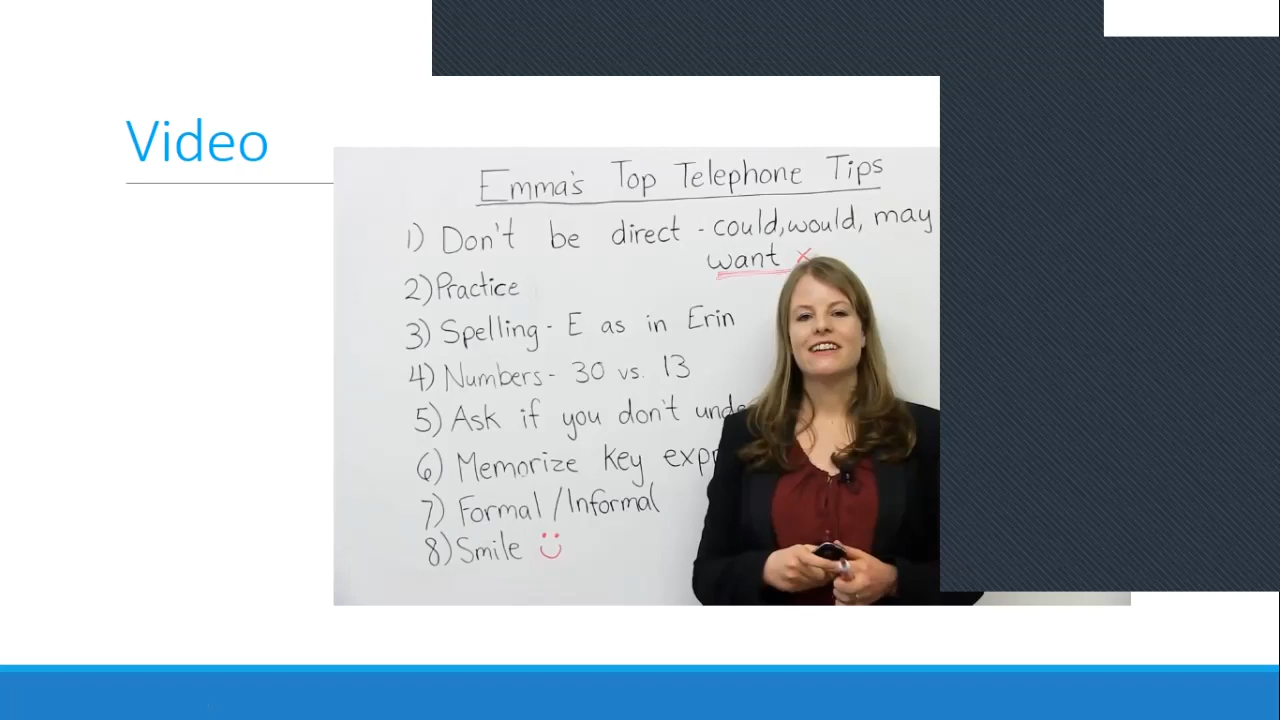 Video
Emma's Top Telephone Tips
1) Don't be direct - could, would, may
want x
2) Practice
3) Spelling - E as in Erin
4) Numbers - 30 vs. 13
5) Ask if you don't
6) Memorize key
7) Formal / Informal
8) Smile